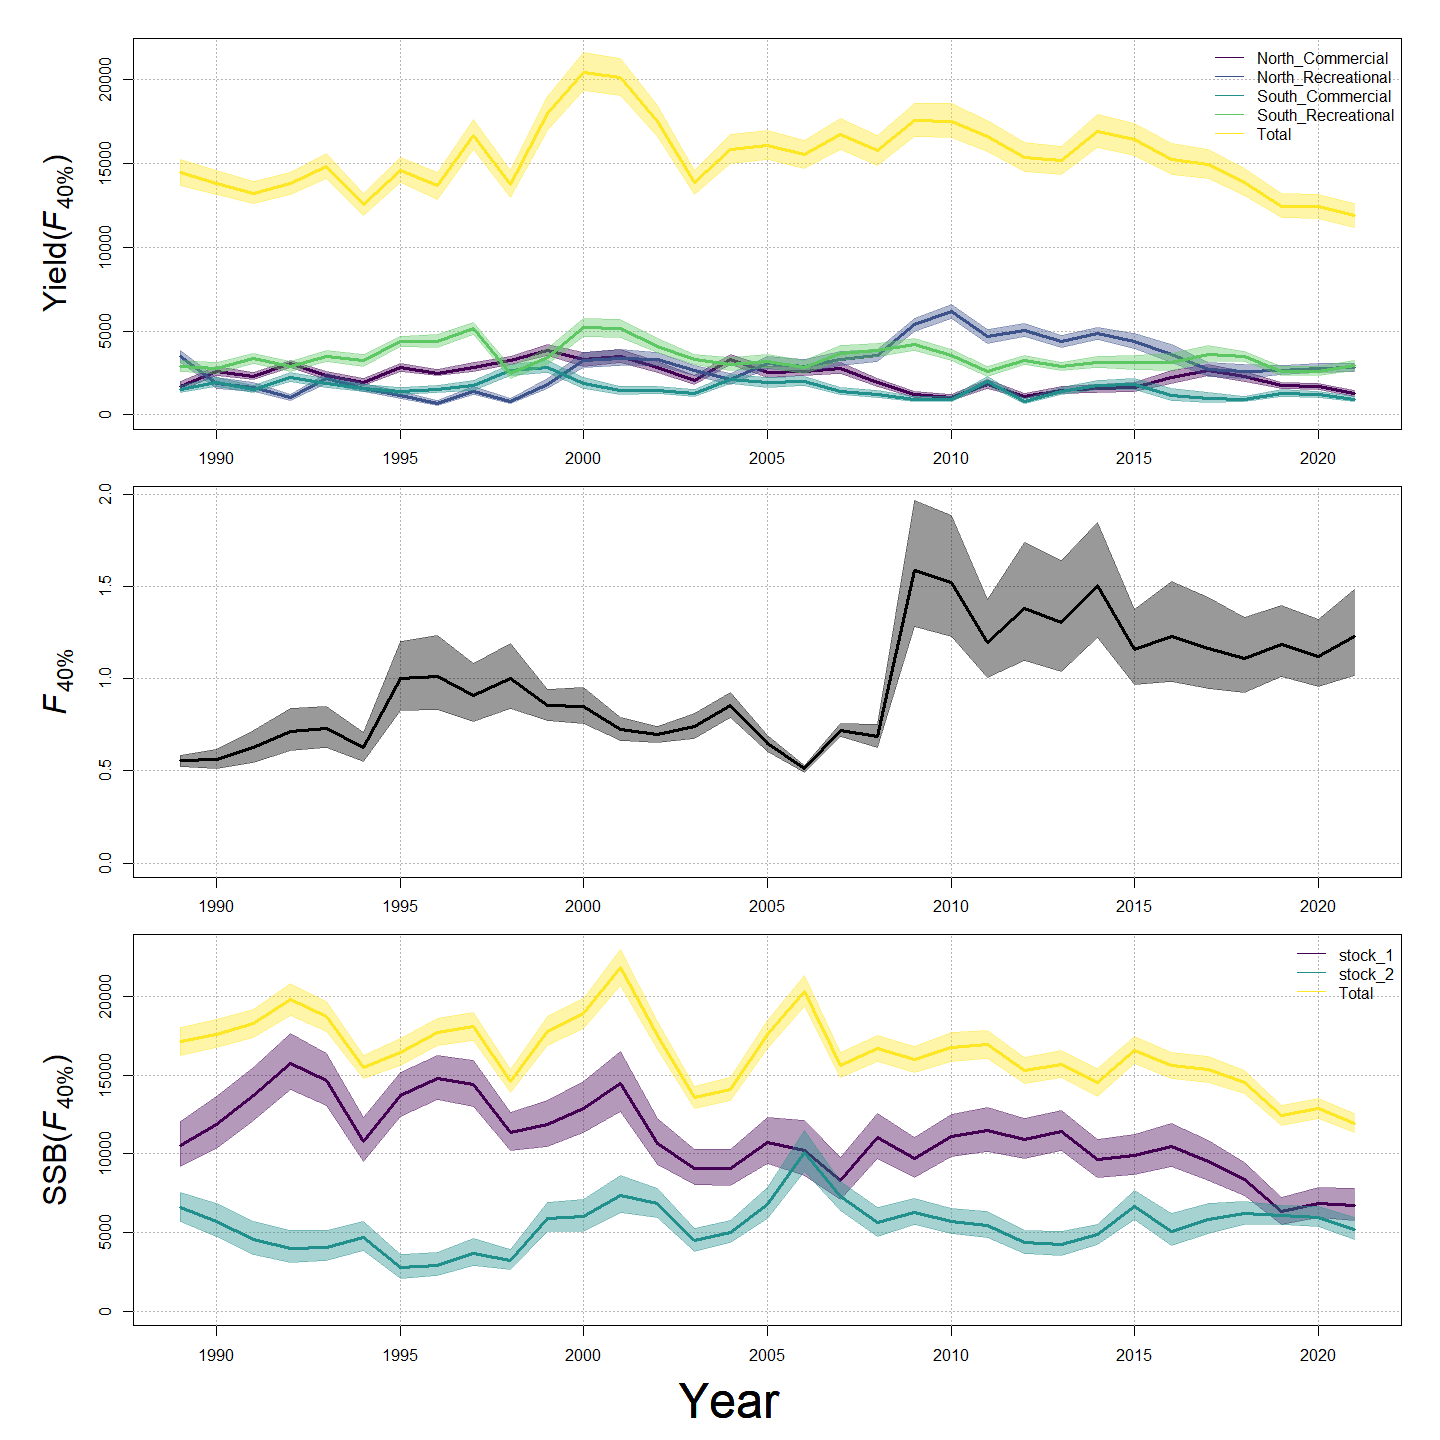 Yield(F40%)
20000
15000
10000
5000
0
North_Commercial
North_Recreational
South_Commercial
South_Recreational
Total
1990 1995 2000 2005 2010 2015 2020
F40%
2.0
1.5
1.0
0.5
0.0
1990 1995 2000 2005 2010 2015 2020
SSB(F40%)
20000
15000
10000
5000
0
stock_1
stock_2
Total
1990 1995 2000 2005 2010 2015 2020
Year